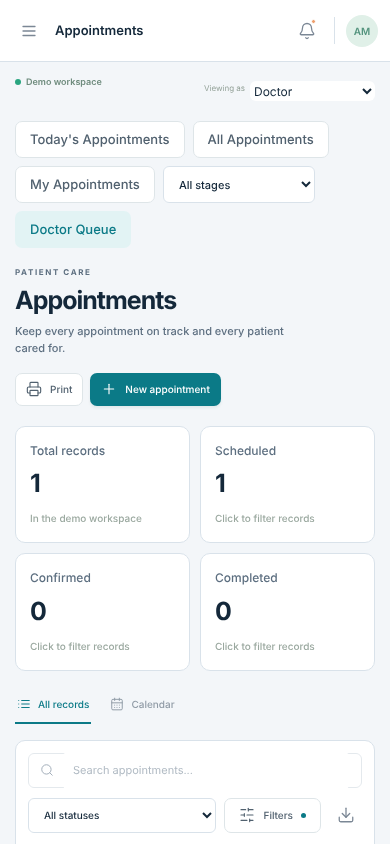 Appointments
AM
Demo workspace
Viewing as
Doctor
Today's Appointments
All Appointments
My Appointments
All stages
Doctor Queue
PATIENT CARE
Appointments
Keep every appointment on track and every patient
cared for.
Print
New appointment
Total records
1
In the demo workspace
Scheduled
1
Click to filter records
Confirmed
0
Click to filter records
Completed
0
Click to filter records
All records
Calendar
Search appointments...
All statuses
Filters